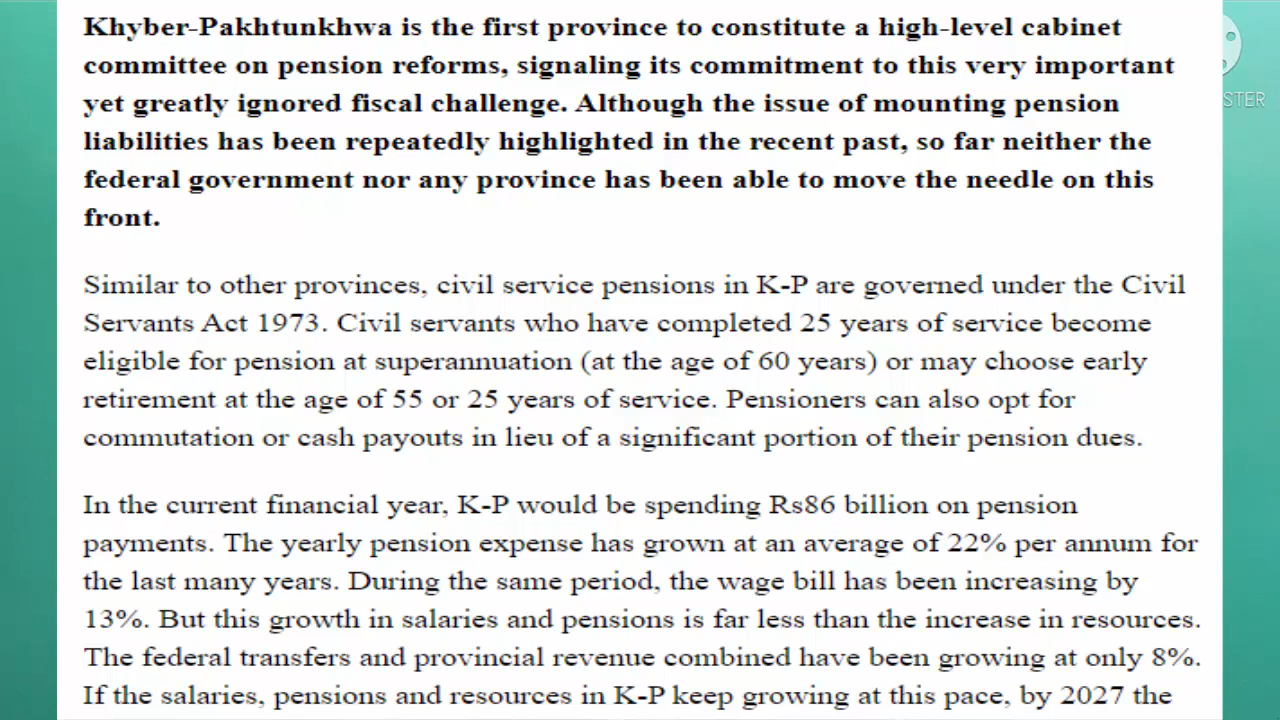 Khyber-Pakhtunkhwa is the first province to constitute a high-level cabinet
committee on pension reforms, signaling its commitment to this very important
yet greatly ignored fiscal challenge. Although the issue of mounting pension
liabilities has been repeatedly highlighted in the recent past, so far neither the
federal government nor any province has been able to move the needle on this
front.
Similar to other provinces, civil service pensions in K-P are governed under the Civil
Servants Act 1973. Civil servants who have completed 25 years of service become
eligible for pension at superannuation (at the age of 60 years) or may choose early
retirement at the age of 55 or 25 years of service. Pensioners can also opt for
commutation or cash payouts in lieu of a significant portion of their pension dues.
In the current financial year, K-P would be spending Rs86 billion on pension
payments. The yearly pension expense has grown at an average of 22% per annum for
the last many years. During the same period, the wage bill has been increasing by
13%. But this growth in salaries and pensions is far less than the increase in resources.
The federal transfers and provincial revenue combined have been growing at only 8%.
If the salaries, pensions and resources in K-P keep growing at this pace, by 2027 the